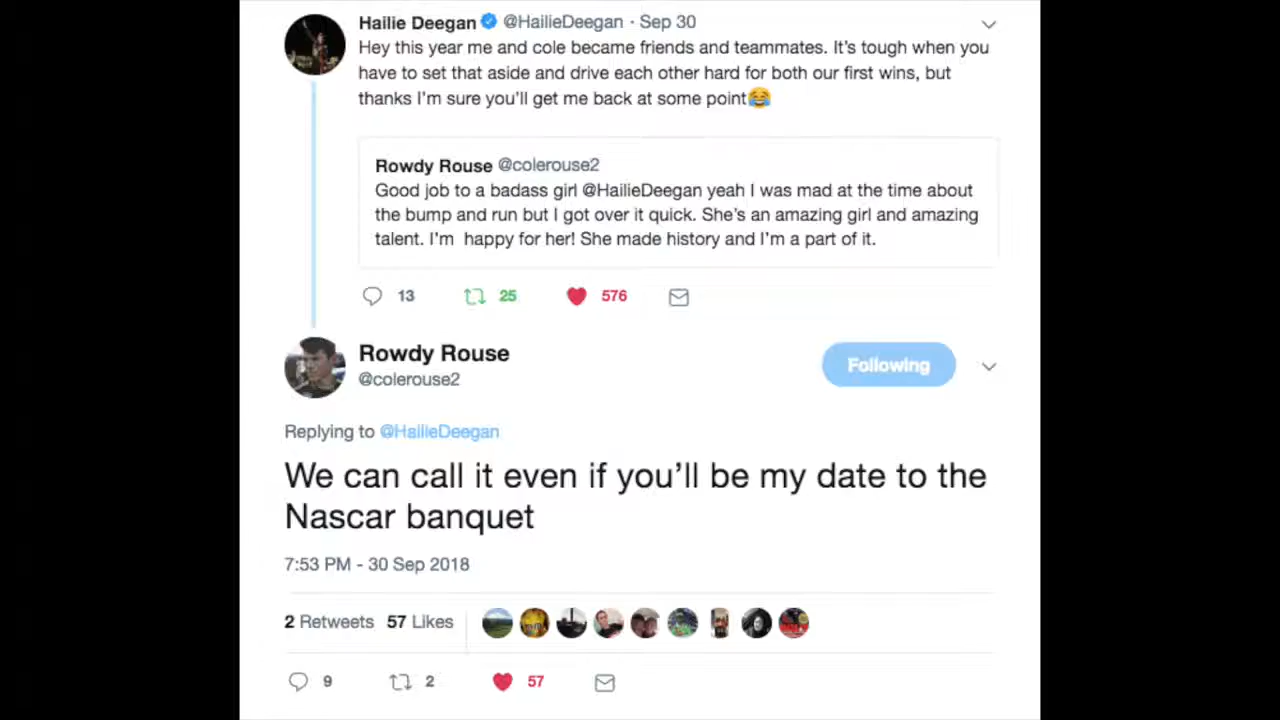 Hailie Deegan @HailieDeegan · Sep 30
Hey this year me and cole became friends and teammates. It's tough when you
have to set that aside and drive each other hard for both our first wins, but
thanks I'm sure you'll get me back at some point😂
Rowdy Rouse @colerouse2
Good job to a badass girl @HailieDeegan yeah I was mad at the time about
the bump and run but I got over it quick. She's an amazing girl and amazing
talent. I'm  happy for her! She made history and I'm a part of it.
13 25 576
Rowdy Rouse
@colerouse2
Following
Replying to @HailieDeegan
We can call it even if you'll be my date to the
Nascar banquet
7:53 PM - 30 Sep 2018
2 Retweets 57 Likes
9 2 57